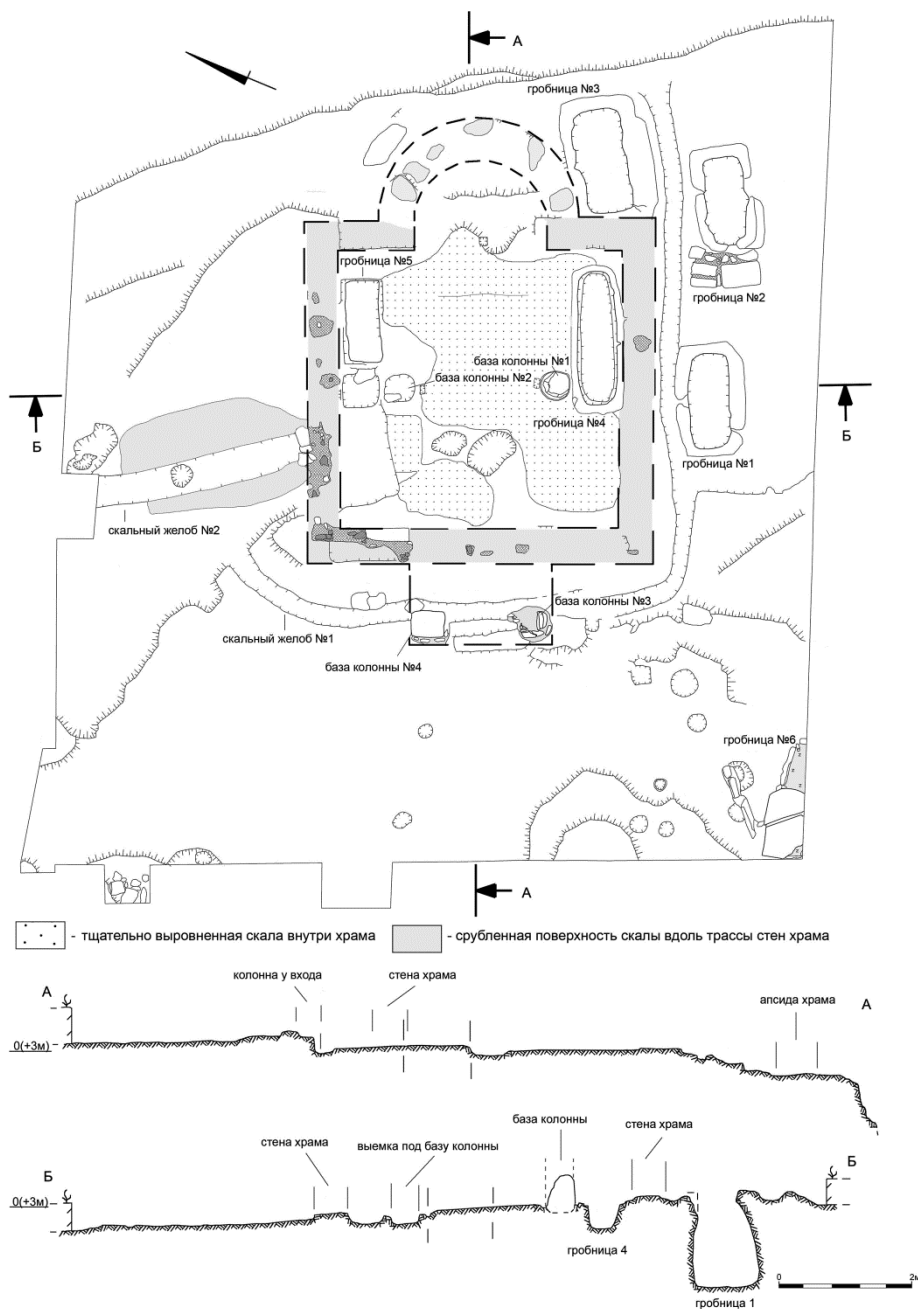 А
гробница №3
гробница №5
гробница №2
база колонны №1
база колонны №2
гробница №4
Б
Б
гробница №1
скальный желоб №2
база колонны №3
скальный желоб №1
база колонны №4
гробница №6
А
- тщательно выровненная скала внутри храма
- срубленная поверхность скалы вдоль трассы стен храма
колонна у входа
стена храма
А
апсида храма
А
0(+3м)
база колонны
стена храма
выемка под базу колонны
стена храма
Б
Б
0(+3м)
гробница 4
0
2м
гробница 1